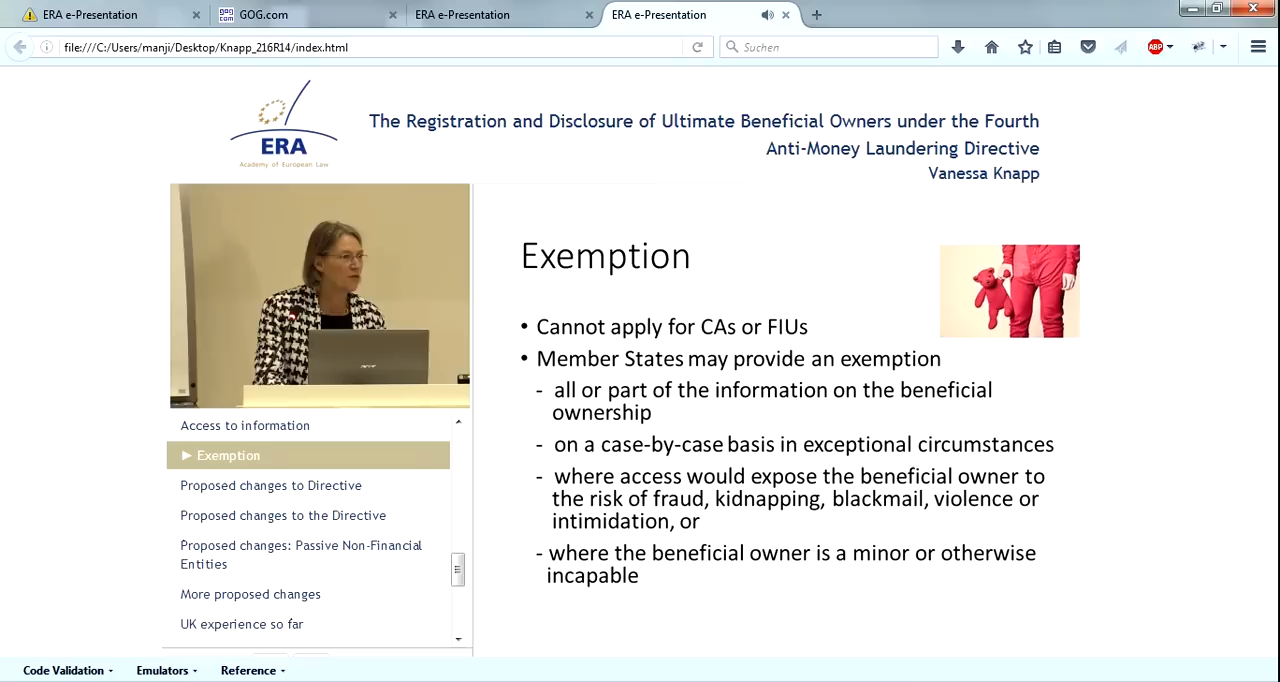 ERA e-Presentation
GOG.com
ERA e-Presentation
ERA e-Presentation
file:///C:/Users/manji/Desktop/Knapp_216R14/index.html
Suchen
ABP
ERA
Academy of European Law
The Registration and Disclosure of Ultimate Beneficial Owners under the Fourth
Anti-Money Laundering Directive
Vanessa Knapp
acer
Access to information
Exemption
Proposed changes to Directive
Proposed changes to the Directive
Proposed changes: Passive Non-Financial
Entities
More proposed changes
UK experience so far
Exemption
• Cannot apply for CAs or FIUs
• Member States may provide an exemption
- all or part of the information on the beneficial
ownership
- on a case-by-case basis in exceptional circumstances
- where access would expose the beneficial owner to
the risk of fraud, kidnapping, blackmail, violence or
intimidation, or
- where the beneficial owner is a minor or otherwise
incapable
Code Validation
Emulators
Reference